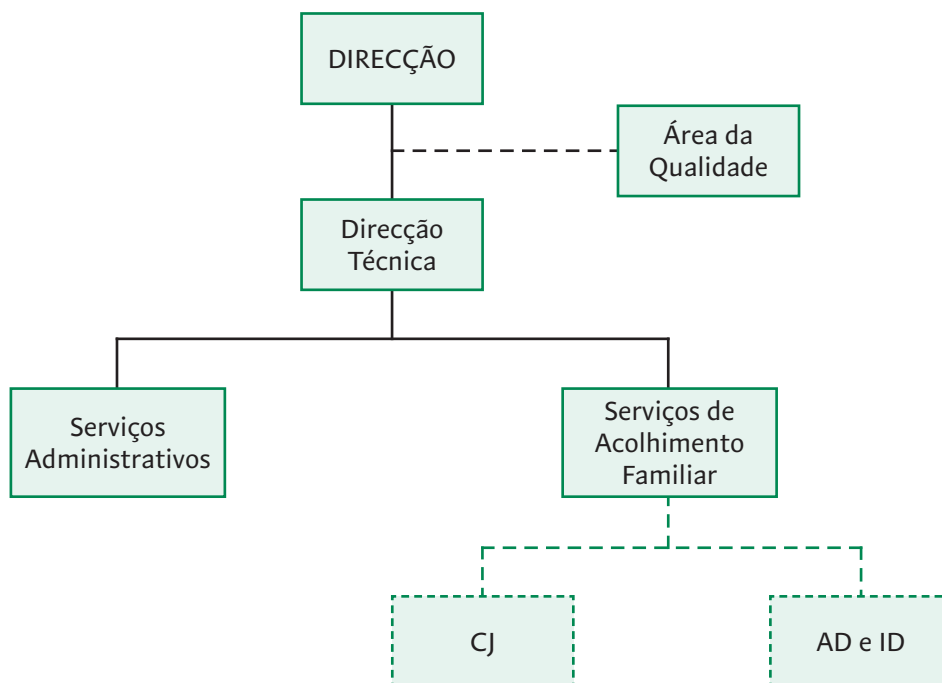 DIRECÇÃO
Área da
Qualidade
Direcção
Técnica
Serviços
Administrativos
Serviços de
Acolhimento
Familiar
CJ
AD e ID